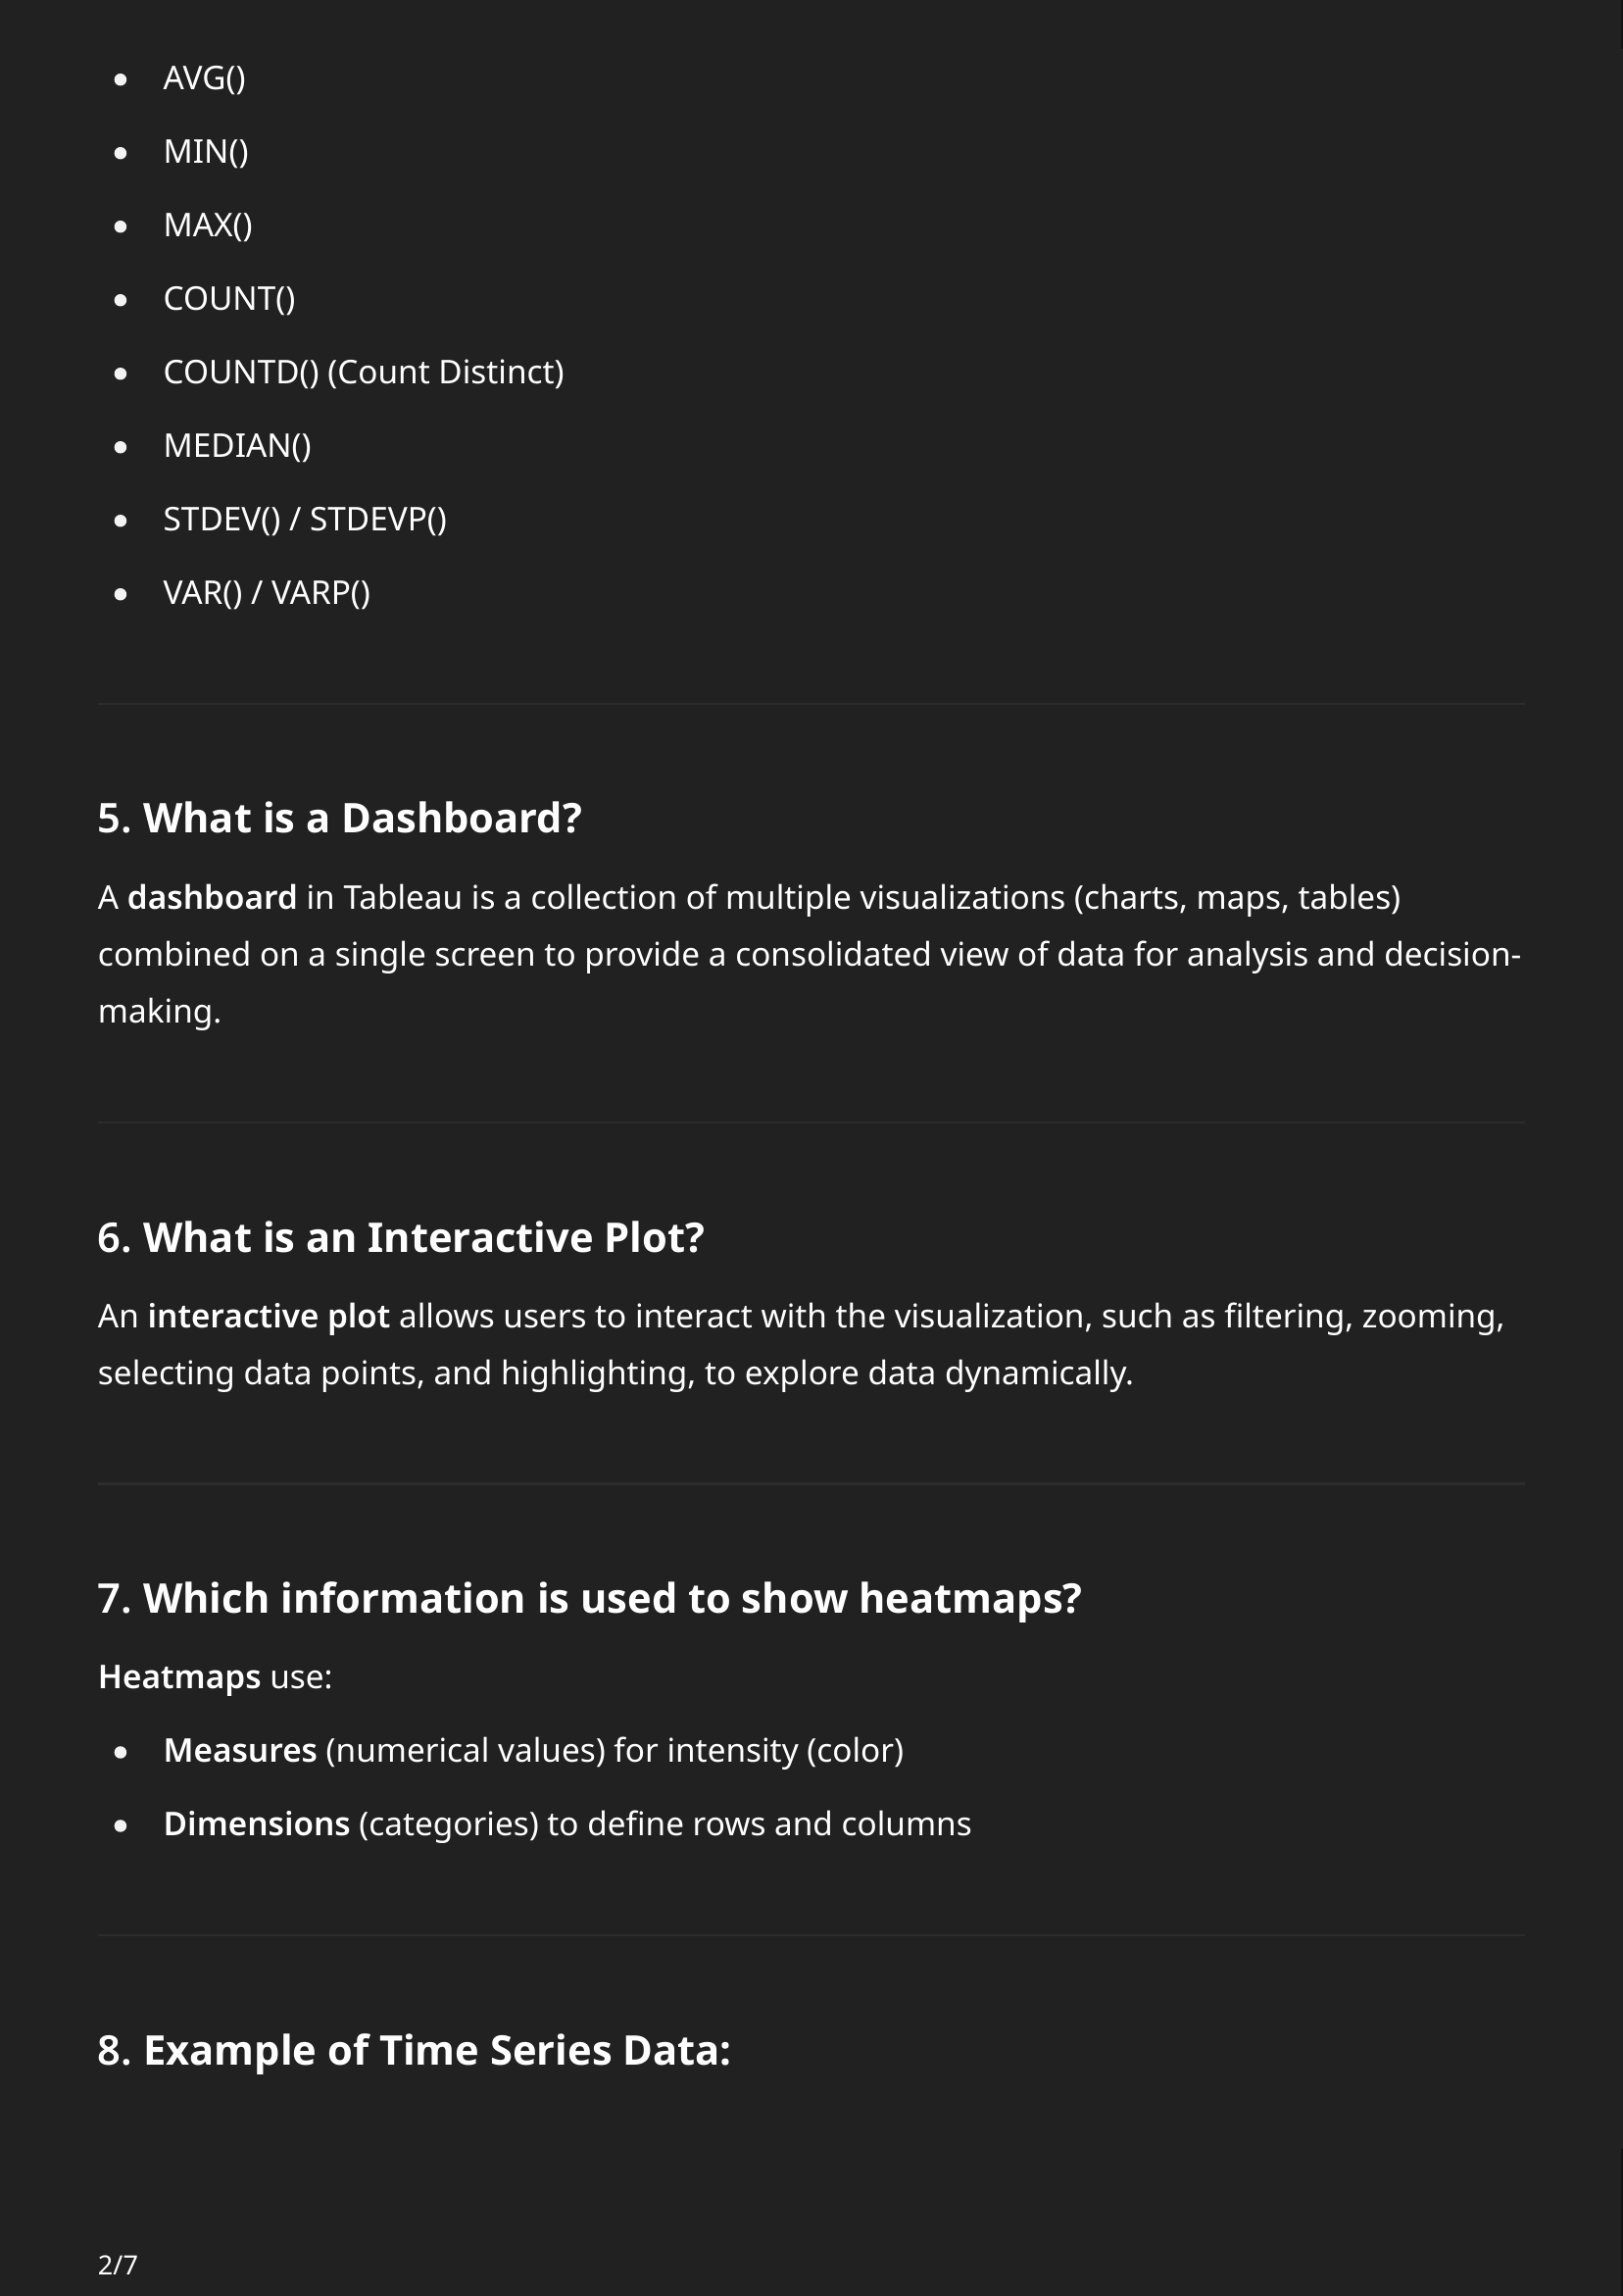 • AVG()
• MIN()
• MAX()
• COUNT()
• COUNTD() (Count Distinct)
• MEDIAN()
• STDEV() / STDEVP()
• VAR() / VARP()
5. What is a Dashboard?
A dashboard in Tableau is a collection of multiple visualizations (charts, maps, tables)
combined on a single screen to provide a consolidated view of data for analysis and decision-
making.
6. What is an Interactive Plot?
An interactive plot allows users to interact with the visualization, such as filtering, zooming,
selecting data points, and highlighting, to explore data dynamically.
7. Which information is used to show heatmaps?
Heatmaps use:
• Measures (numerical values) for intensity (color)
• Dimensions (categories) to define rows and columns
8. Example of Time Series Data:
2/7